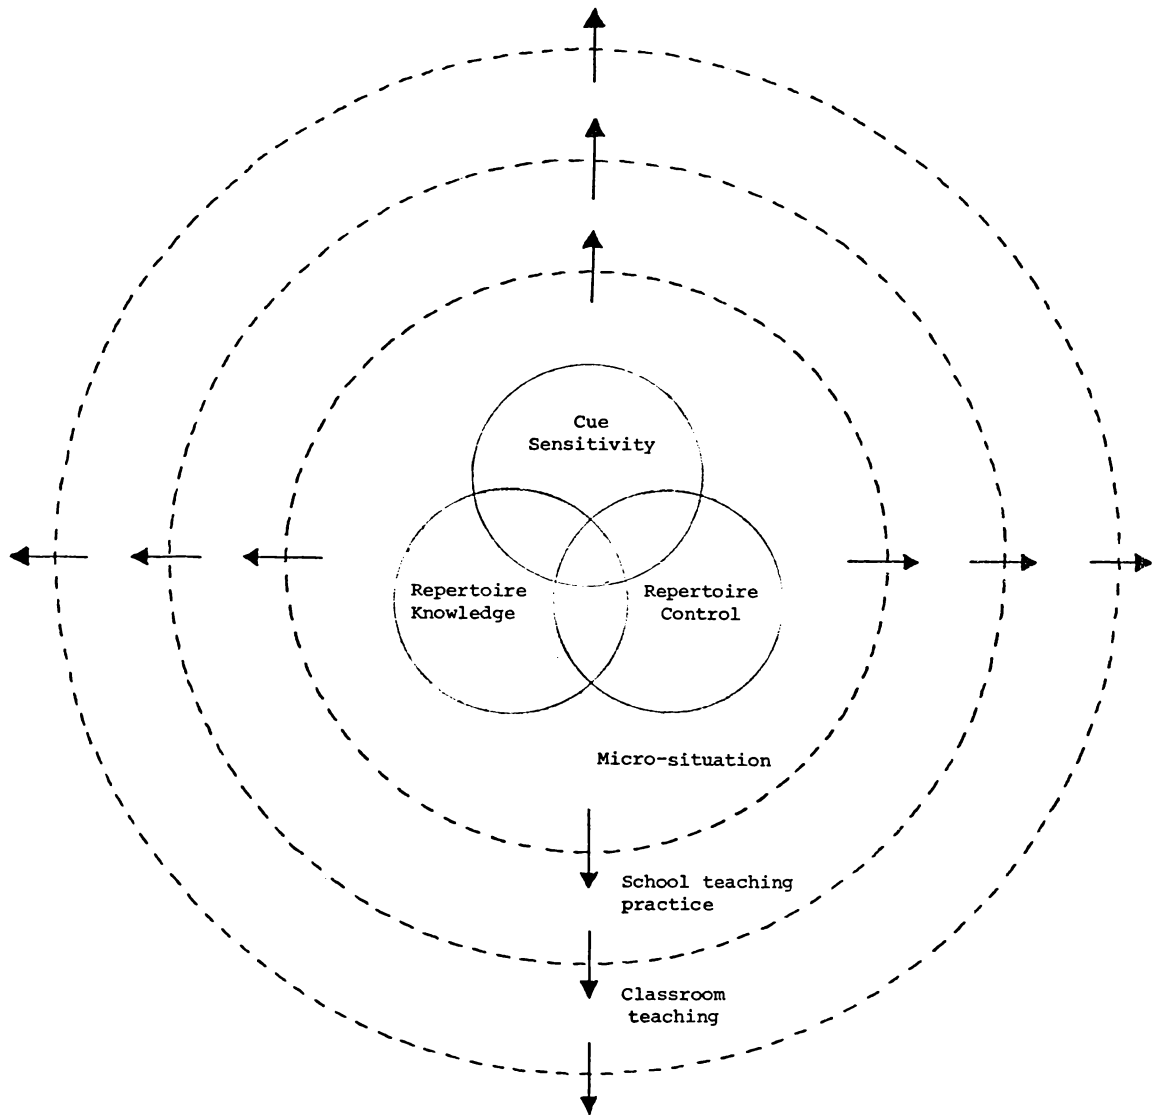 Cue
Sensitivity
Repertoire
Knowledge
Repertoire
Control
Micro-situation
School teaching
practice
Classroom
teaching